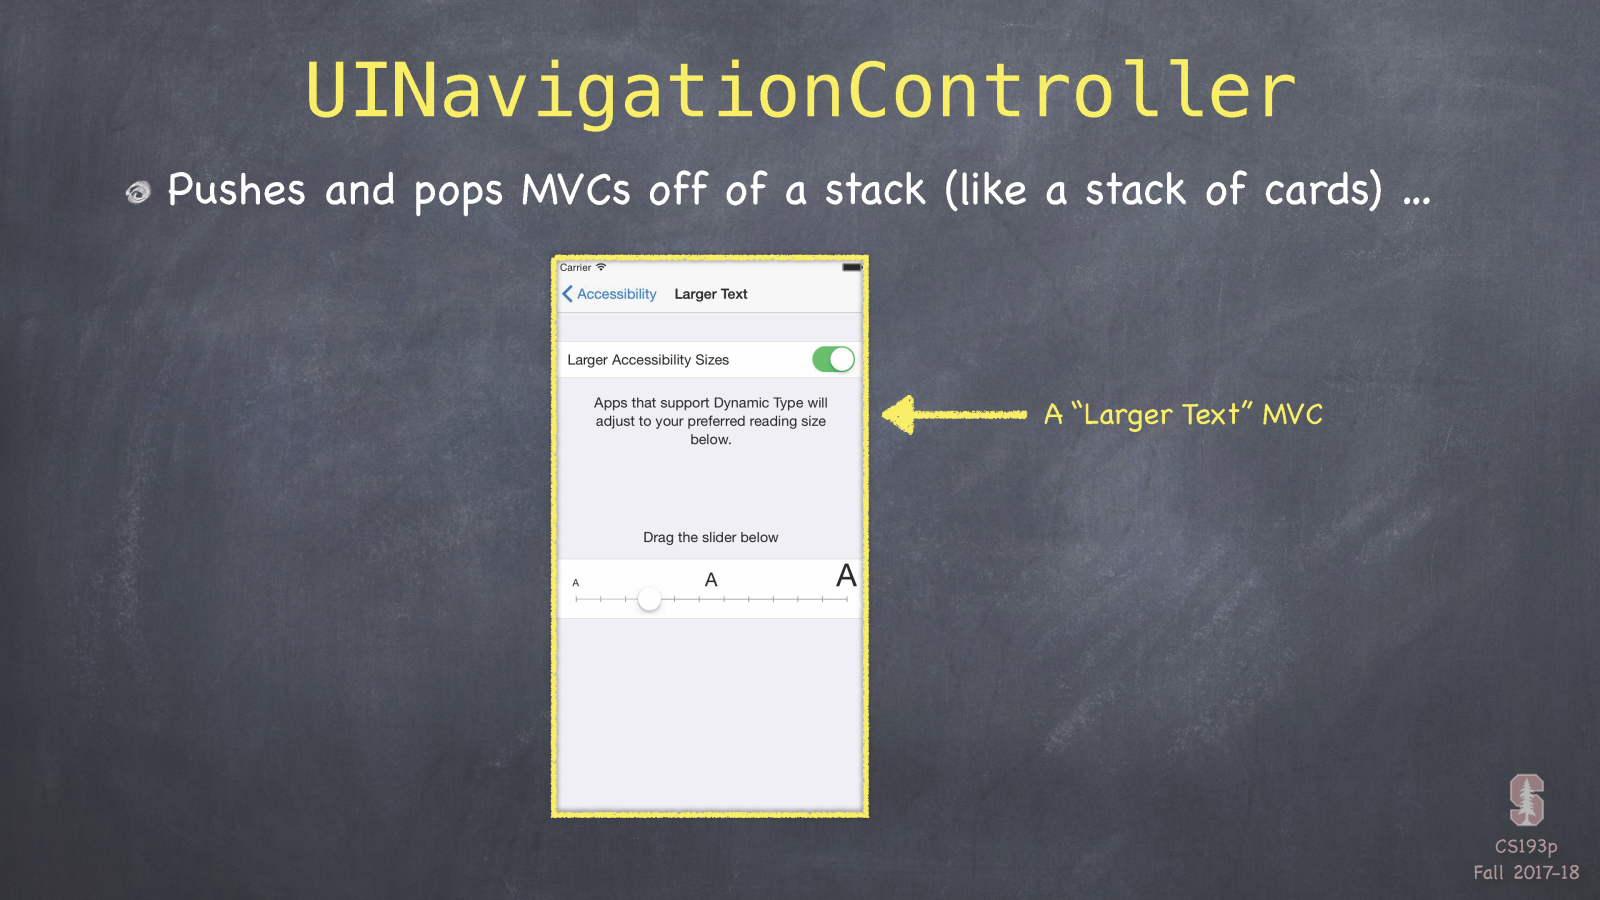 UINavigationController
Pushes and pops MVCs off of a stack (like a stack of cards) ...
Carrier
Accessibility Larger Text
Larger Accessibility Sizes
Apps that support Dynamic Type will
adjust to your preferred reading size
below.
A “Larger Text” MVC
Drag the slider below
A A A
S
CS193p
Fall 2017-18